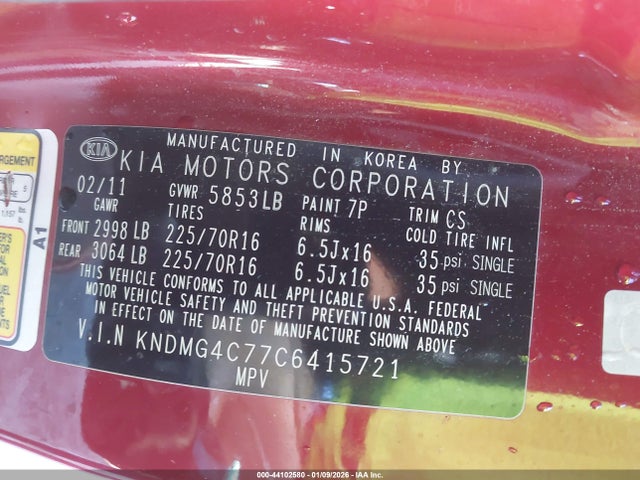 MANUFACTURED IN KOREA BY
KIA KIA MOTORS CORPORATION
02/11 GVWR 5853LB PAINT 7P TRIM CS
GAWR TIRES RIMS COLD TIRE INFL
FRONT 2998 LB 225/70R16 6.5Jx16 35 psi SINGLE
REAR 3064 LB 225/70R16 6.5Jx16 35 psi SINGLE
THIS VEHICLE CONFORMS TO ALL APPLICABLE U.S.A. FEDERAL
MOTOR VEHICLE SAFETY AND THEFT PREVENTION STANDARDS
IN EFFECT ON THE DATE OF MANUFACTURE SHOWN ABOVE
V.I.N KNDMG4C77C6415721
MPV
A1
000-44102580 - 01/09/2026 - IAA Inc.